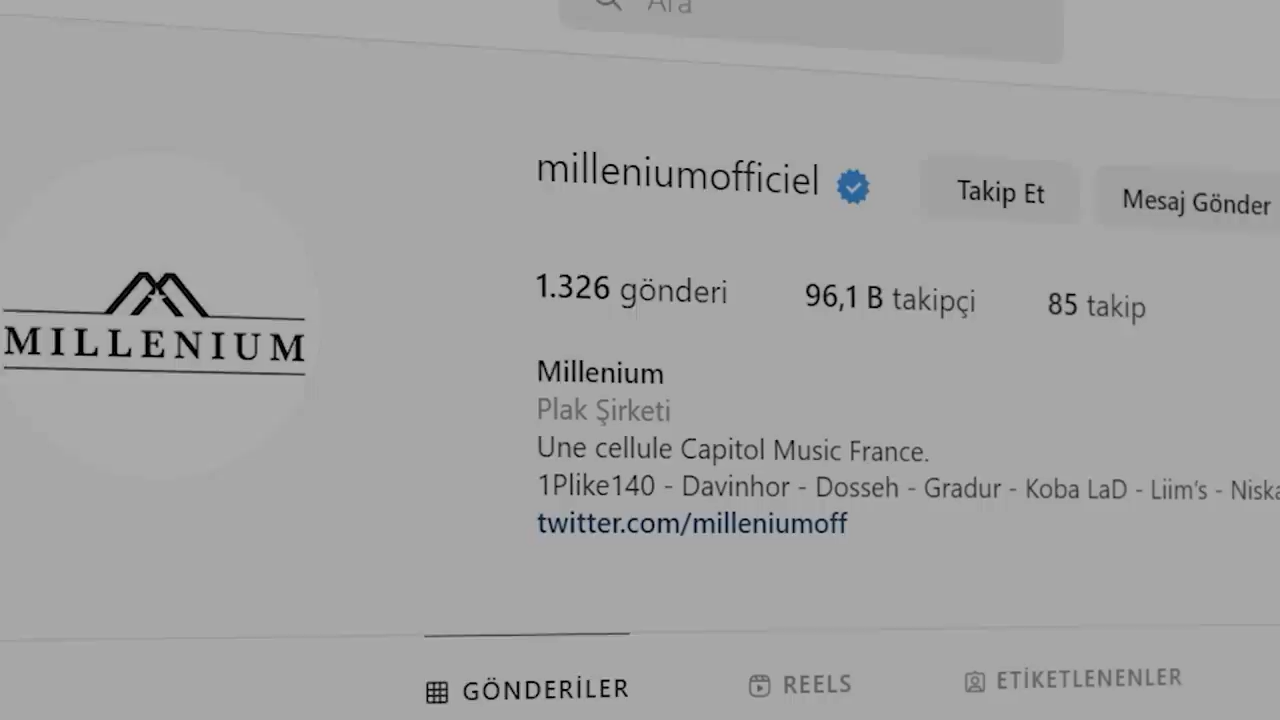 Ara
milleniumofficiel
Takip Et
Mesaj Gönder
1.326 gönderi
96,1 B takipçi
85 takip
MILLENIUM
Millenium
Plak Şirketi
Une cellule Capitol Music France.
1Plike140 - Davinhor - Dosseh - Gradur - Koba LaD - Liim's - Niska
twitter.com/milleniumoff
GÖNDERİLER
REELS
ETİKETLENENLER